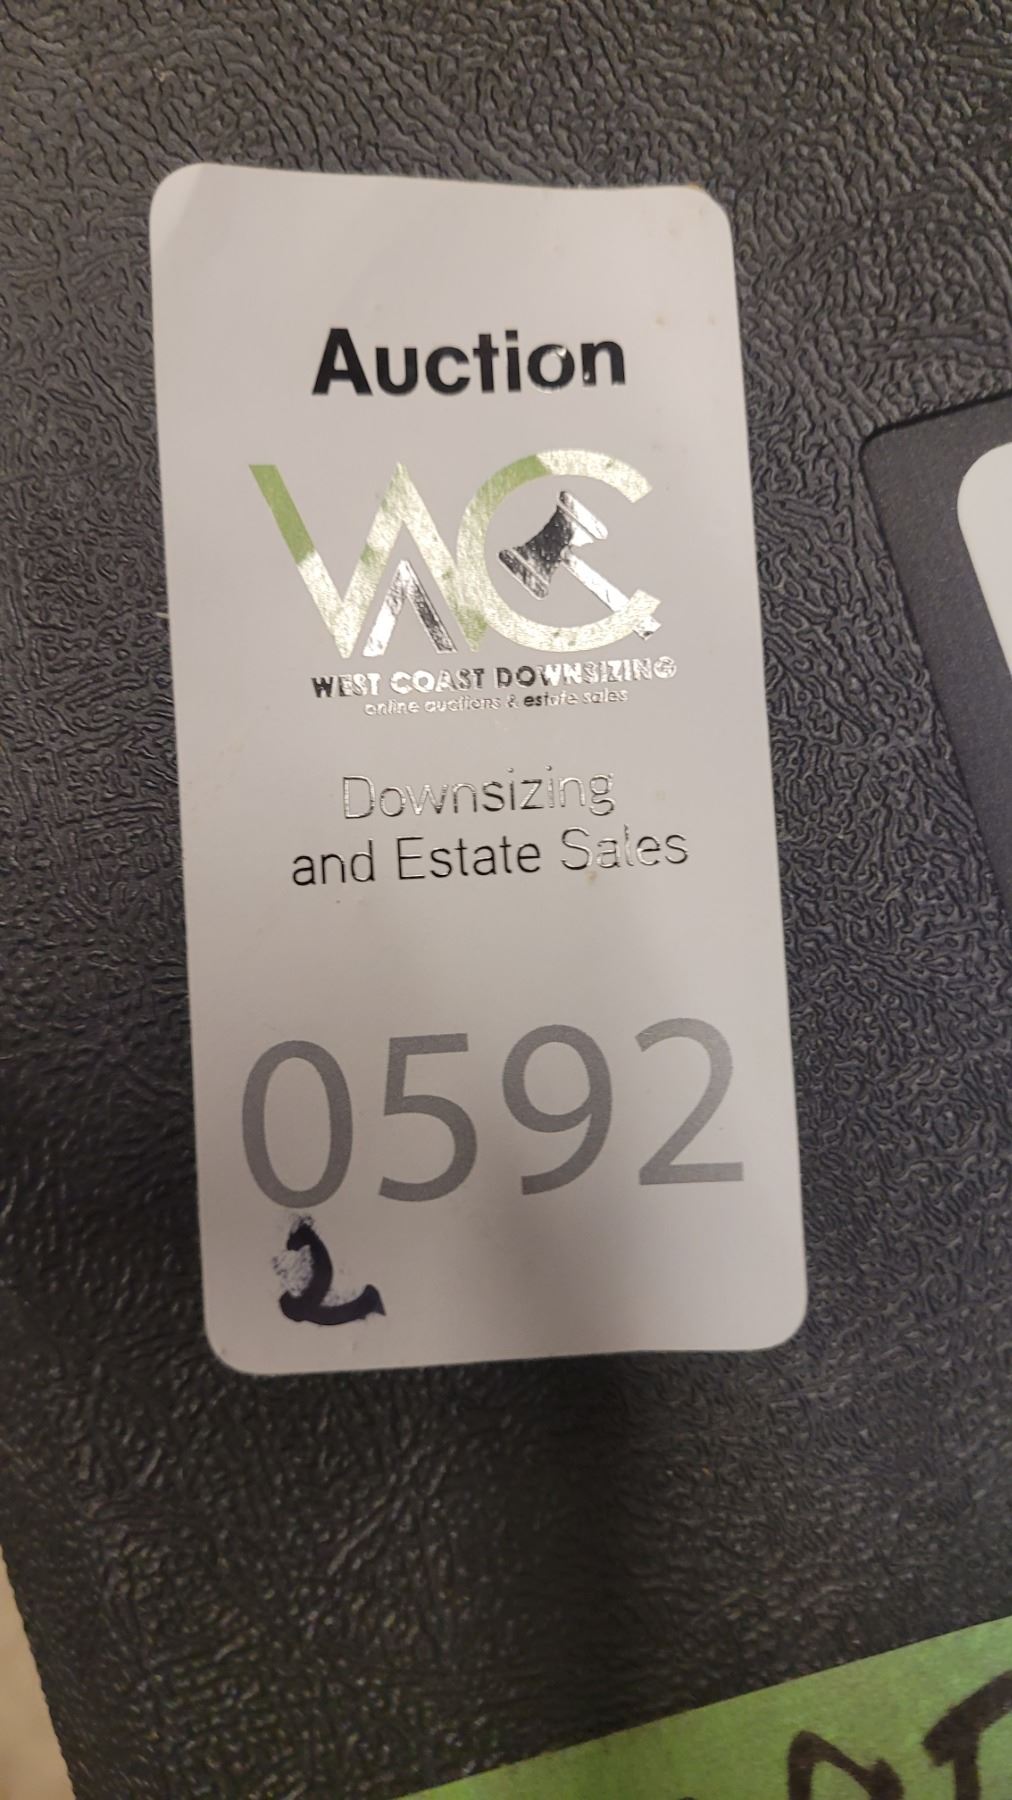 Auction
WC
WEST COAST DOWNSIZING
online auctions & estate sales
Downsizing
and Estate Sales
0592
2